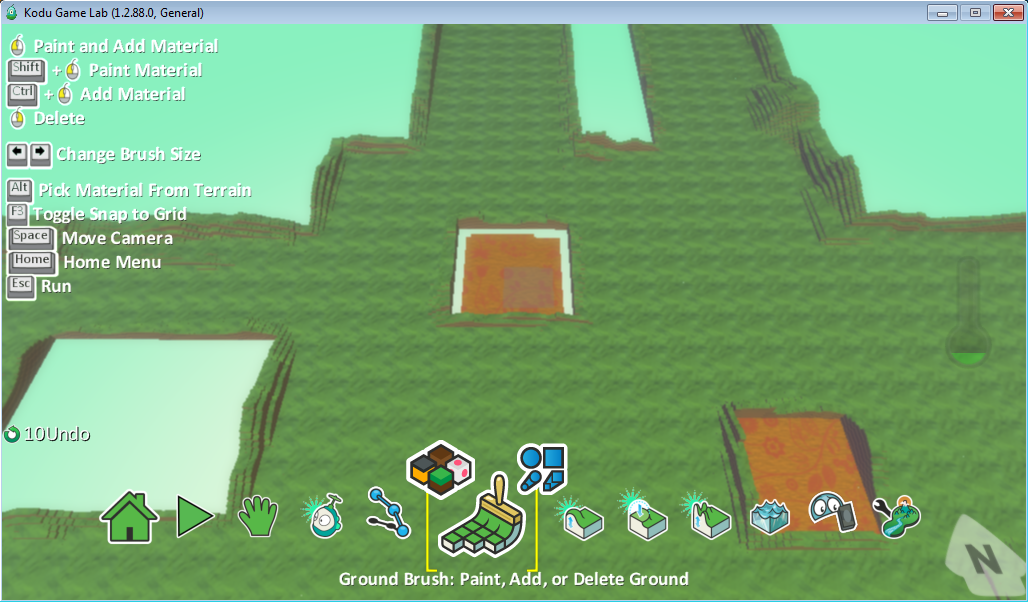 Kodu Game Lab (1.2.88.0, General)
Paint and Add Material
Shift + Paint Material
Ctrl + Add Material
Delete
Change Brush Size
Alt Pick Material From Terrain
F3 Toggle Snap to Grid
Space Move Camera
Home Home Menu
Esc Run
10Undo
Ground Brush: Paint, Add, or Delete Ground
N